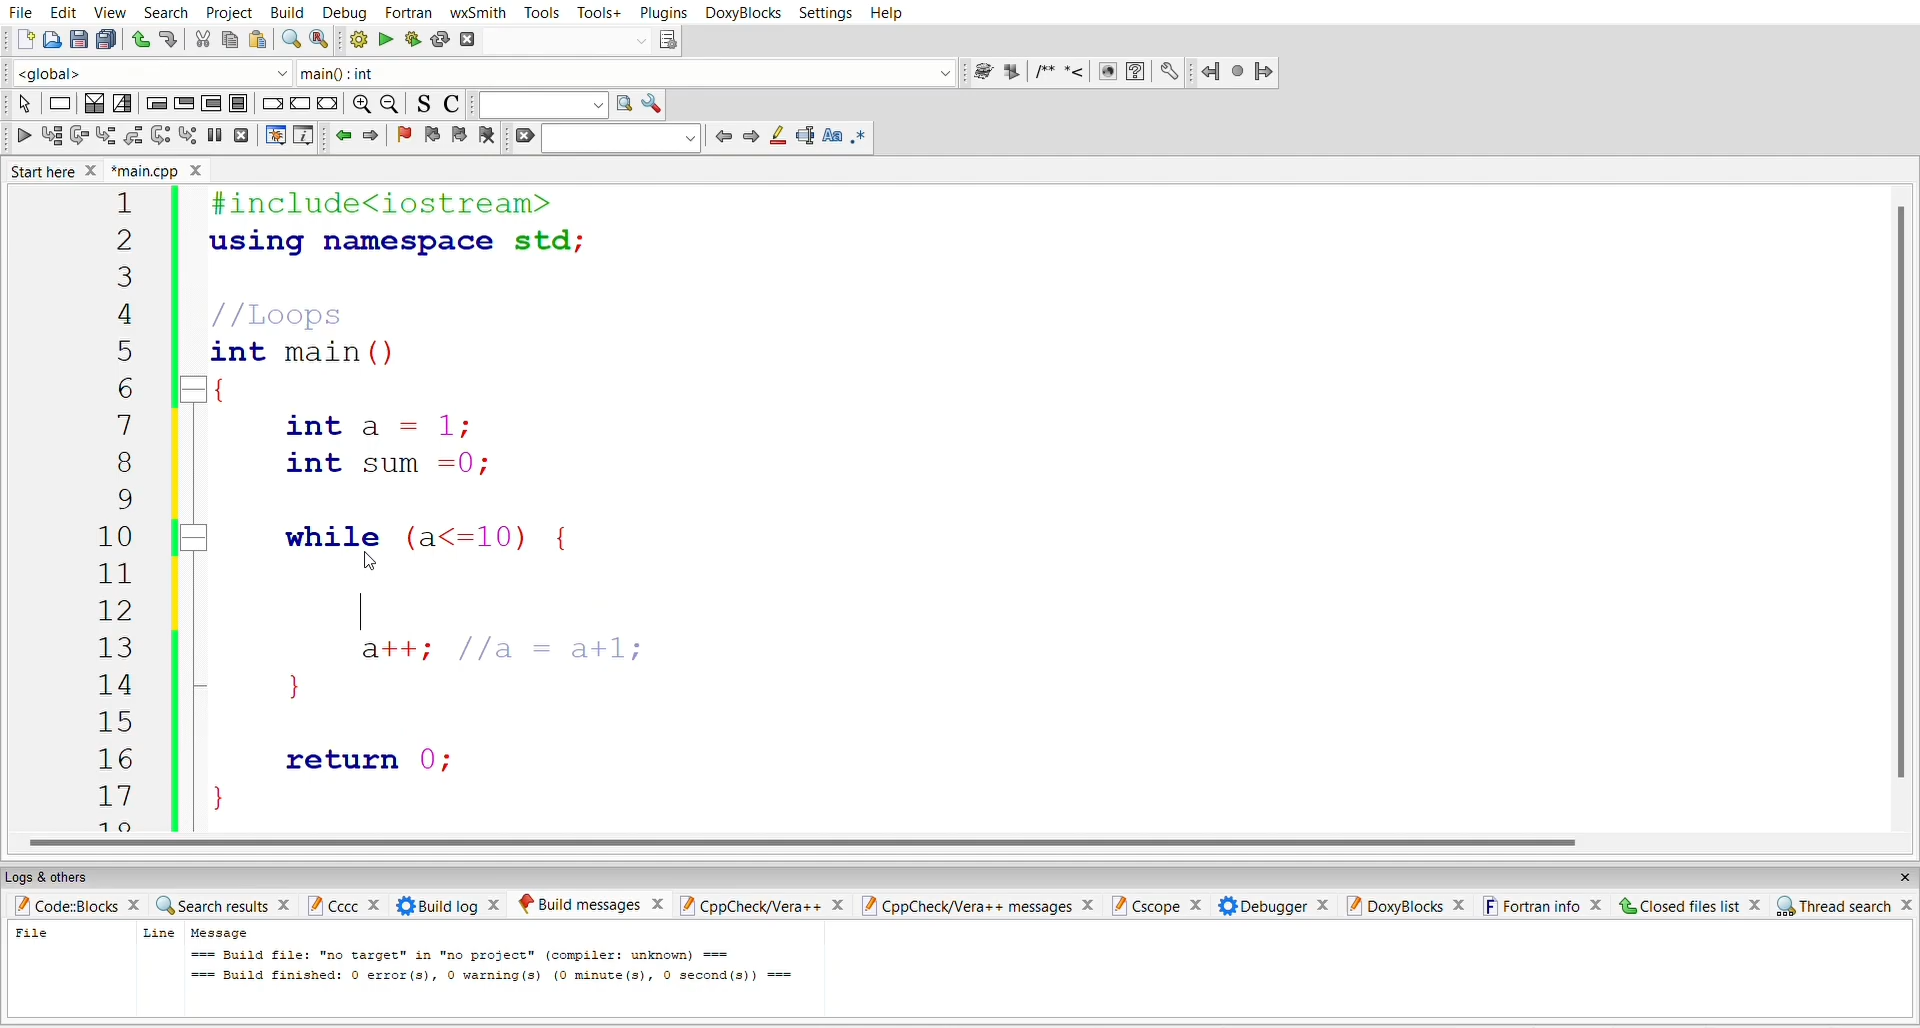 File Edit View Search Project Build Debug Fortran wxSmith Tools Tools+ Plugins DoxyBlocks Settings Help
<global> main() : int
/** *<
S C
Aa .*
Start here *main.cpp
1 #include<iostream>
2 using namespace std;
3
4 //Loops
5 int main()
6 {
7 int a = 1;
8 int sum =0;
9
10 while (a<=10) {
11
12
13 a++; //a = a+1;
14 }
15
16 return 0;
17 }
18
Logs & others
Code::Blocks Search results Cccc Build log Build messages CppCheck/Vera++ CppCheck/Vera++ messages Cscope Debugger DoxyBlocks Fortran info Closed files list Thread search
File Line Message
=== Build file: "no target" in "no project" (compiler: unknown) ===
=== Build finished: 0 error(s), 0 warning(s) (0 minute(s), 0 second(s)) ===